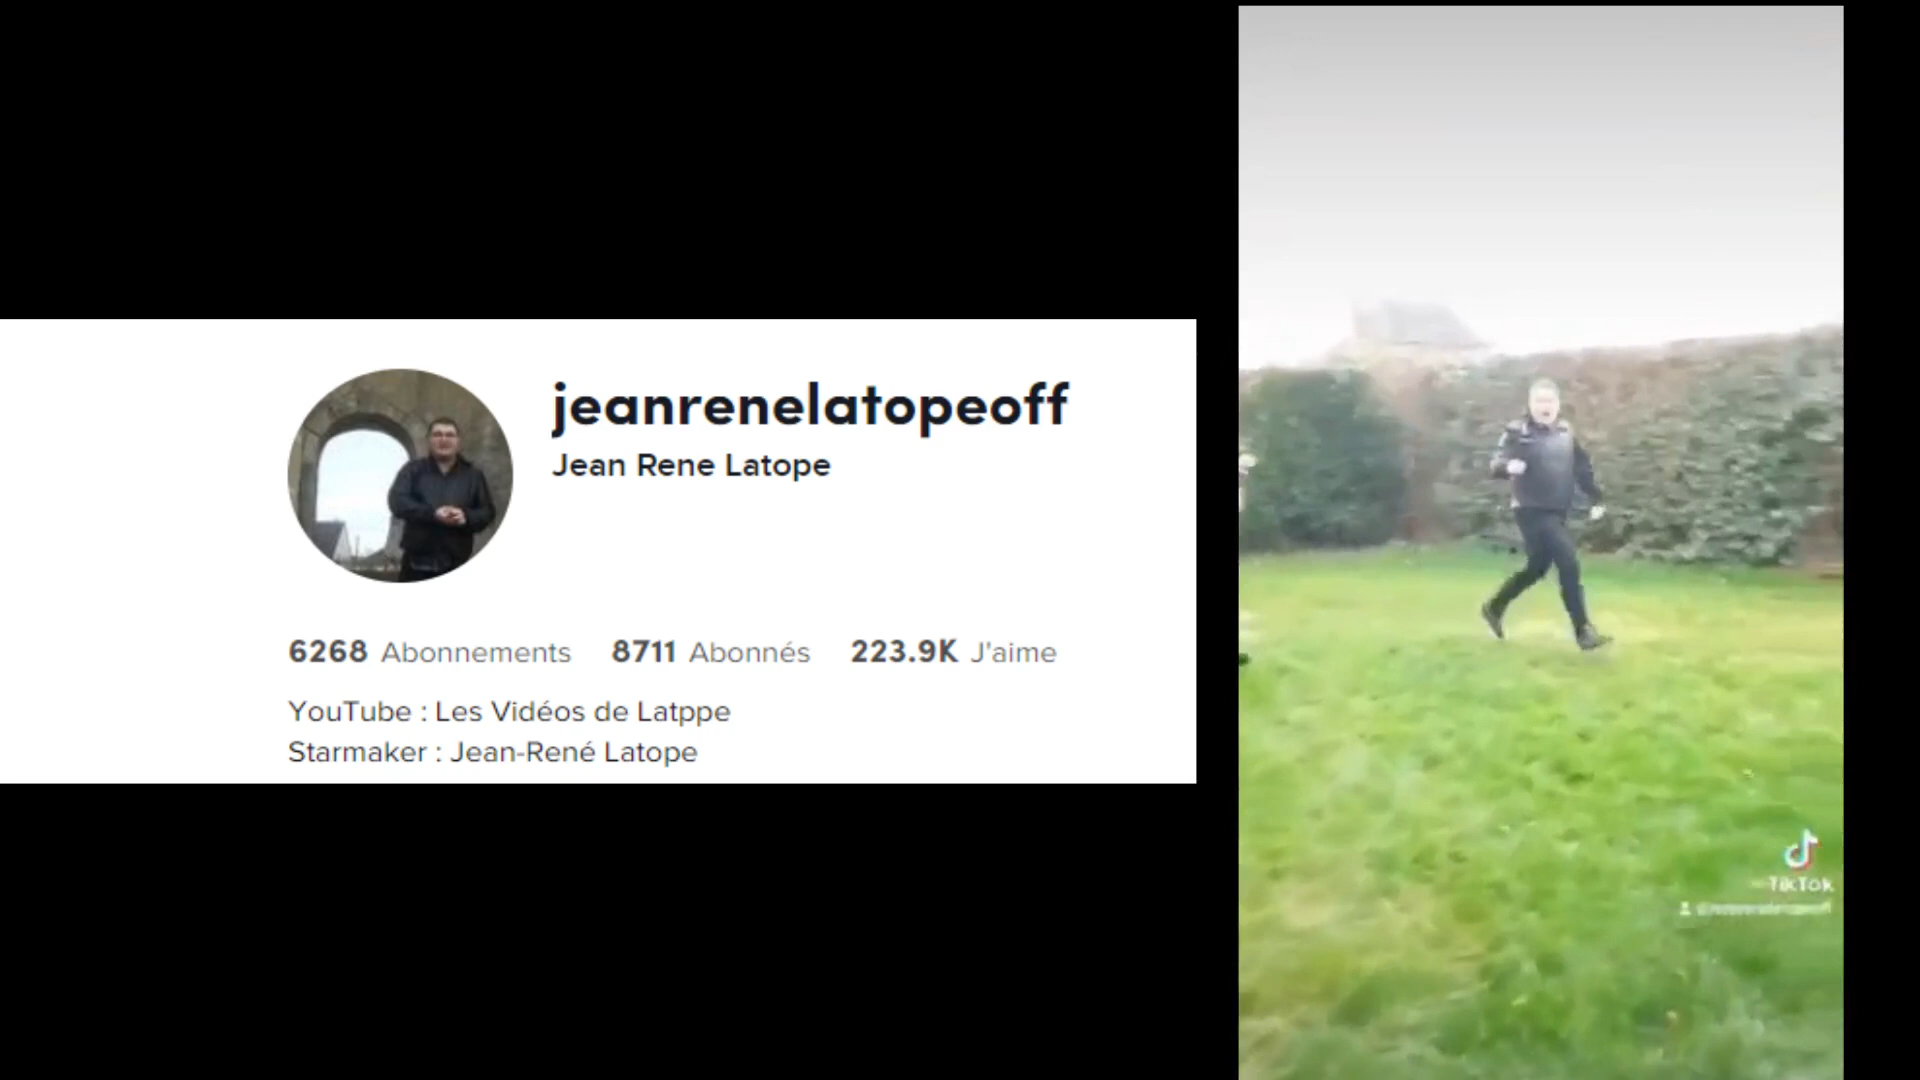 jeanrenelatopeoff
Jean Rene Latope
6268 Abonnements 8711 Abonnés 223.9K J'aime
YouTube : Les Vidéos de Latppe
Starmaker : Jean-René Latope
TikTok